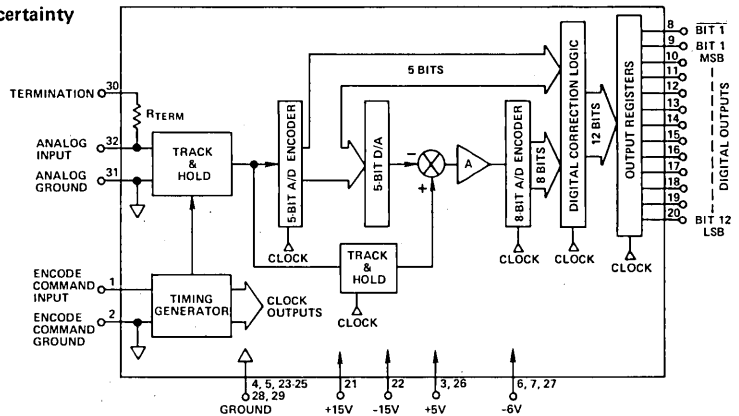 certainty
TERMINATION
30
RTERM
ANALOG
INPUT
32
ANALOG
GROUND
31
TRACK
&
HOLD
5-BIT A/D ENCODER
CLOCK
5 BITS
5-BIT D/A
−
+
A
TRACK
&
HOLD
CLOCK
8-BIT A/D ENCODER
CLOCK
8 BITS
DIGITAL CORRECTION LOGIC
CLOCK
12 BITS
OUTPUT REGISTERS
CLOCK
8
BIT 1
9
BIT 1
MSB
10
11
12
13
14
15
16
17
18
19
20
BIT 12
LSB
DIGITAL OUTPUTS
ENCODE
COMMAND
INPUT
1
ENCODE
COMMAND
GROUND
2
TIMING
GENERATOR
CLOCK
OUTPUTS
4, 5, 23-25
28, 29
GROUND
21
+15V
22
-15V
3, 26
+5V
6, 7, 27
-6V